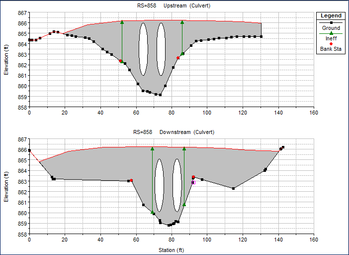 RS=858 Upstream (Culvert)
Legend
Ground
Ineff
Bank Sta
Elevation (ft)
867
866
865
864
863
862
861
860
859
858
0 20 40 60 80 100 120 140 160
RS=858 Downstream (Culvert)
Elevation (ft)
867
866
865
864
863
862
861
860
859
858
0 20 40 60 80 100 120 140 160
Station (ft)